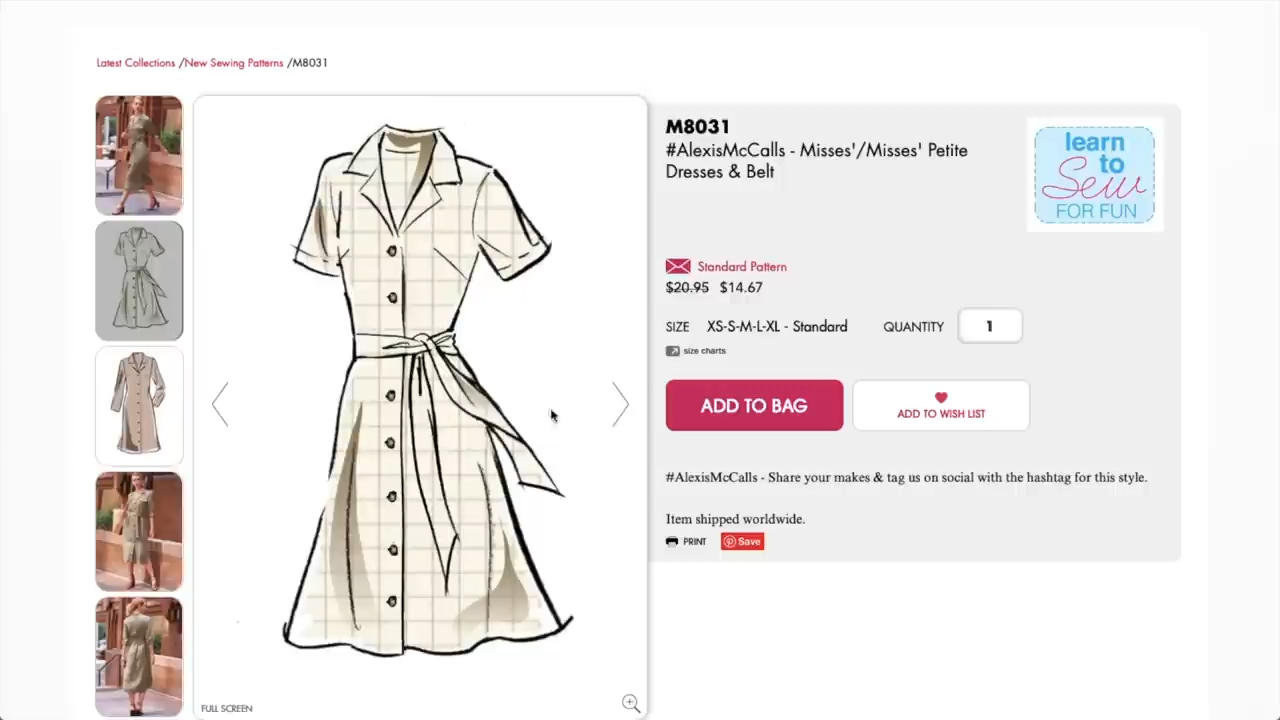 Latest Collections /New Sewing Patterns /M8031
M8031
#AlexisMcCalls - Misses'/Misses' Petite
Dresses & Belt
learn
to
Sew
FOR FUN
Standard Pattern
$20.95 $14.67
SIZE XS-S-M-L-XL - Standard QUANTITY 1
size charts
ADD TO BAG
ADD TO WISH LIST
#AlexisMcCalls - Share your makes & tag us on social with the hashtag for this style.
Item shipped worldwide.
PRINT Save
FULL SCREEN